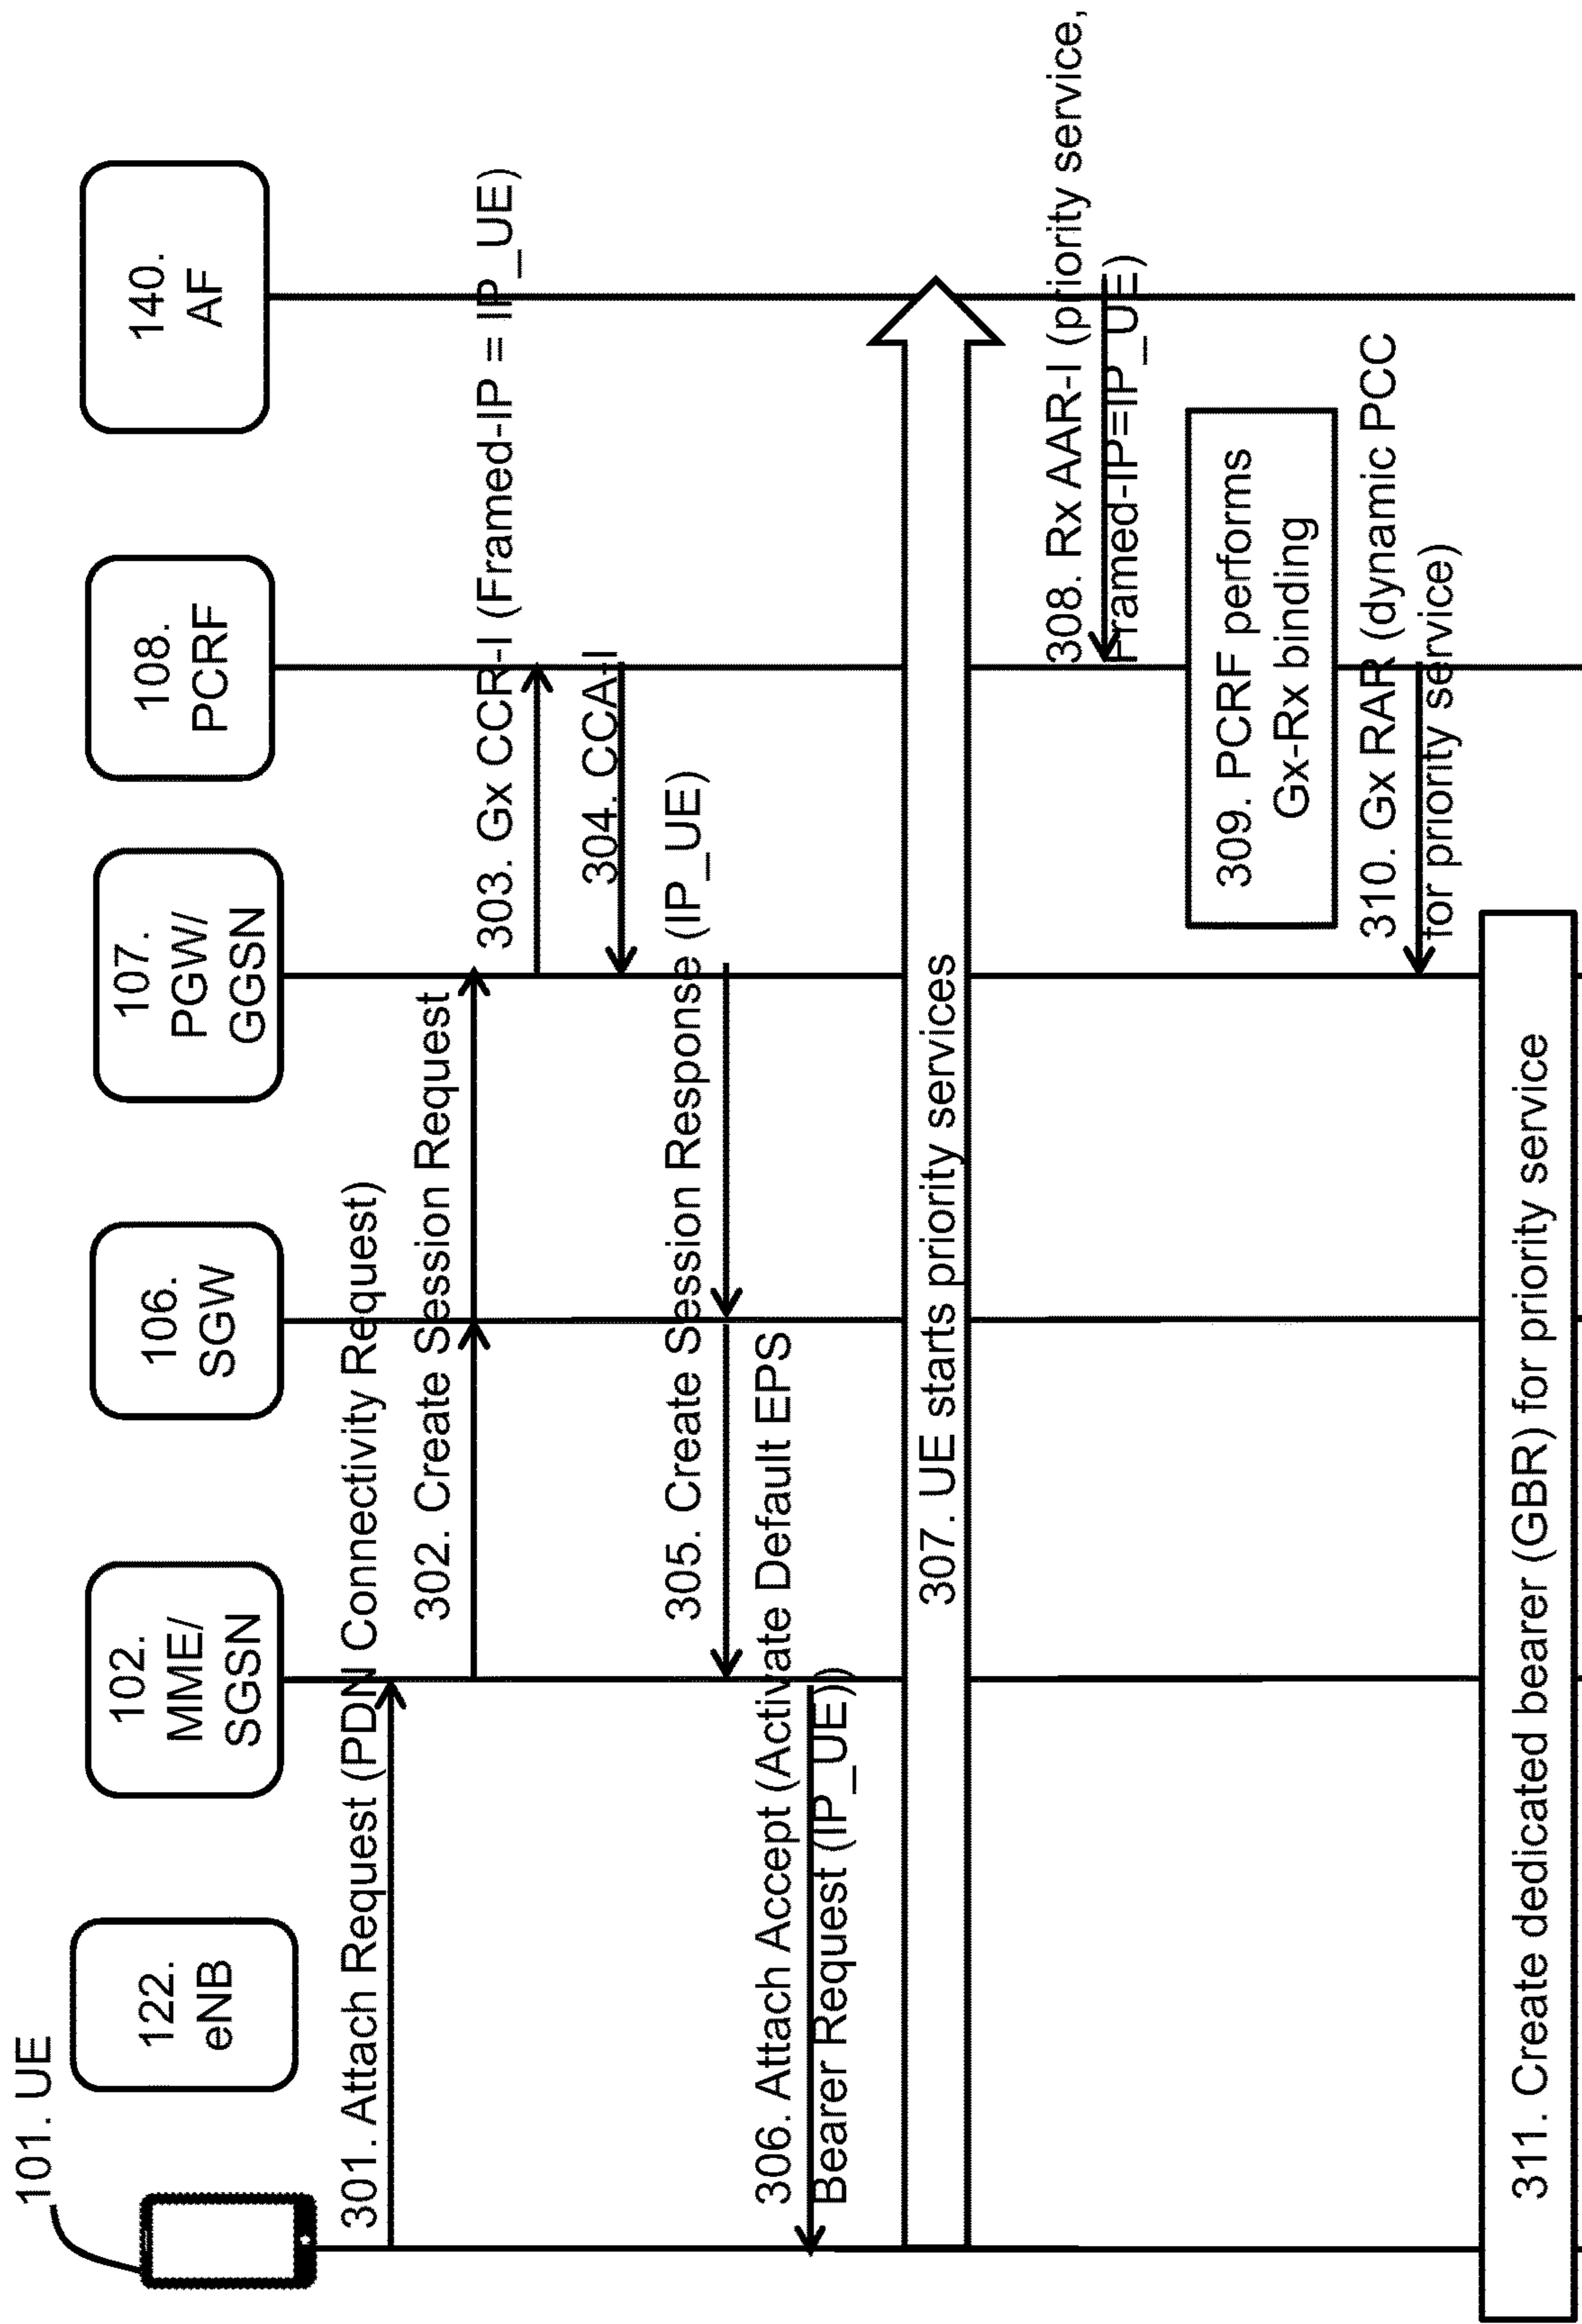 101. UE
122.
eNB
102.
MME/
SGSN
106.
SGW
107.
PGW/
GGSN
108.
PCRF
140.
AF
301. Attach Request (PDN Connectivity Request)
302. Create Session Request
303. Gx CCR-I (Framed-IP = IP_UE)
304. CCA-I
305. Create Session Response (IP_UE)
306. Attach Accept (Activate Default EPS
Bearer Request (IP_UE))
307. UE starts priority services
308. Rx AAR-I (priority service,
Framed-IP=IP_UE)
309. PCRF performs
Gx-Rx binding
310. Gx RAR (dynamic PCC
for priority service)
311. Create dedicated bearer (GBR) for priority service